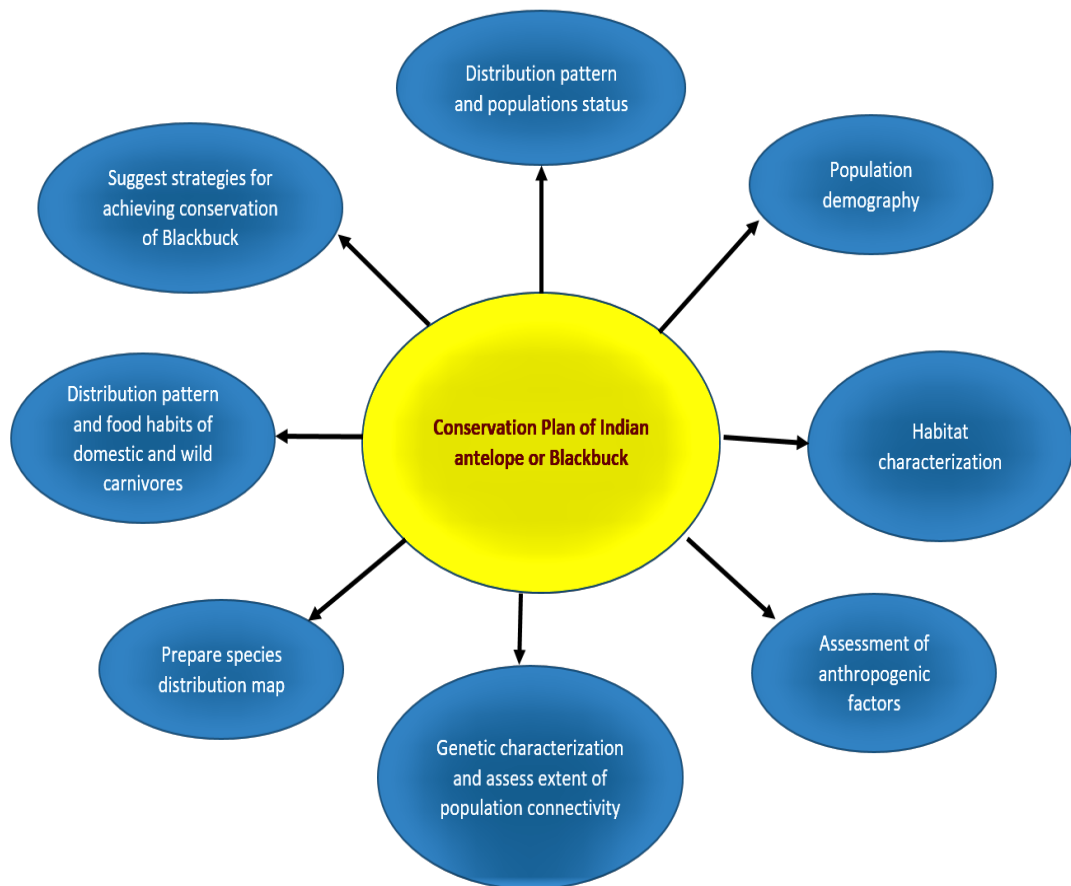 Distribution pattern
and populations status
Population
demography
Suggest strategies for
achieving conservation
of Blackbuck
Distribution pattern
and food habits of
domestic and wild
carnivores
Conservation Plan of Indian
antelope or Blackbuck
Habitat
characterization
Prepare species
distribution map
Assessment of
anthropogenic
factors
Genetic characterization
and assess extent of
population connectivity